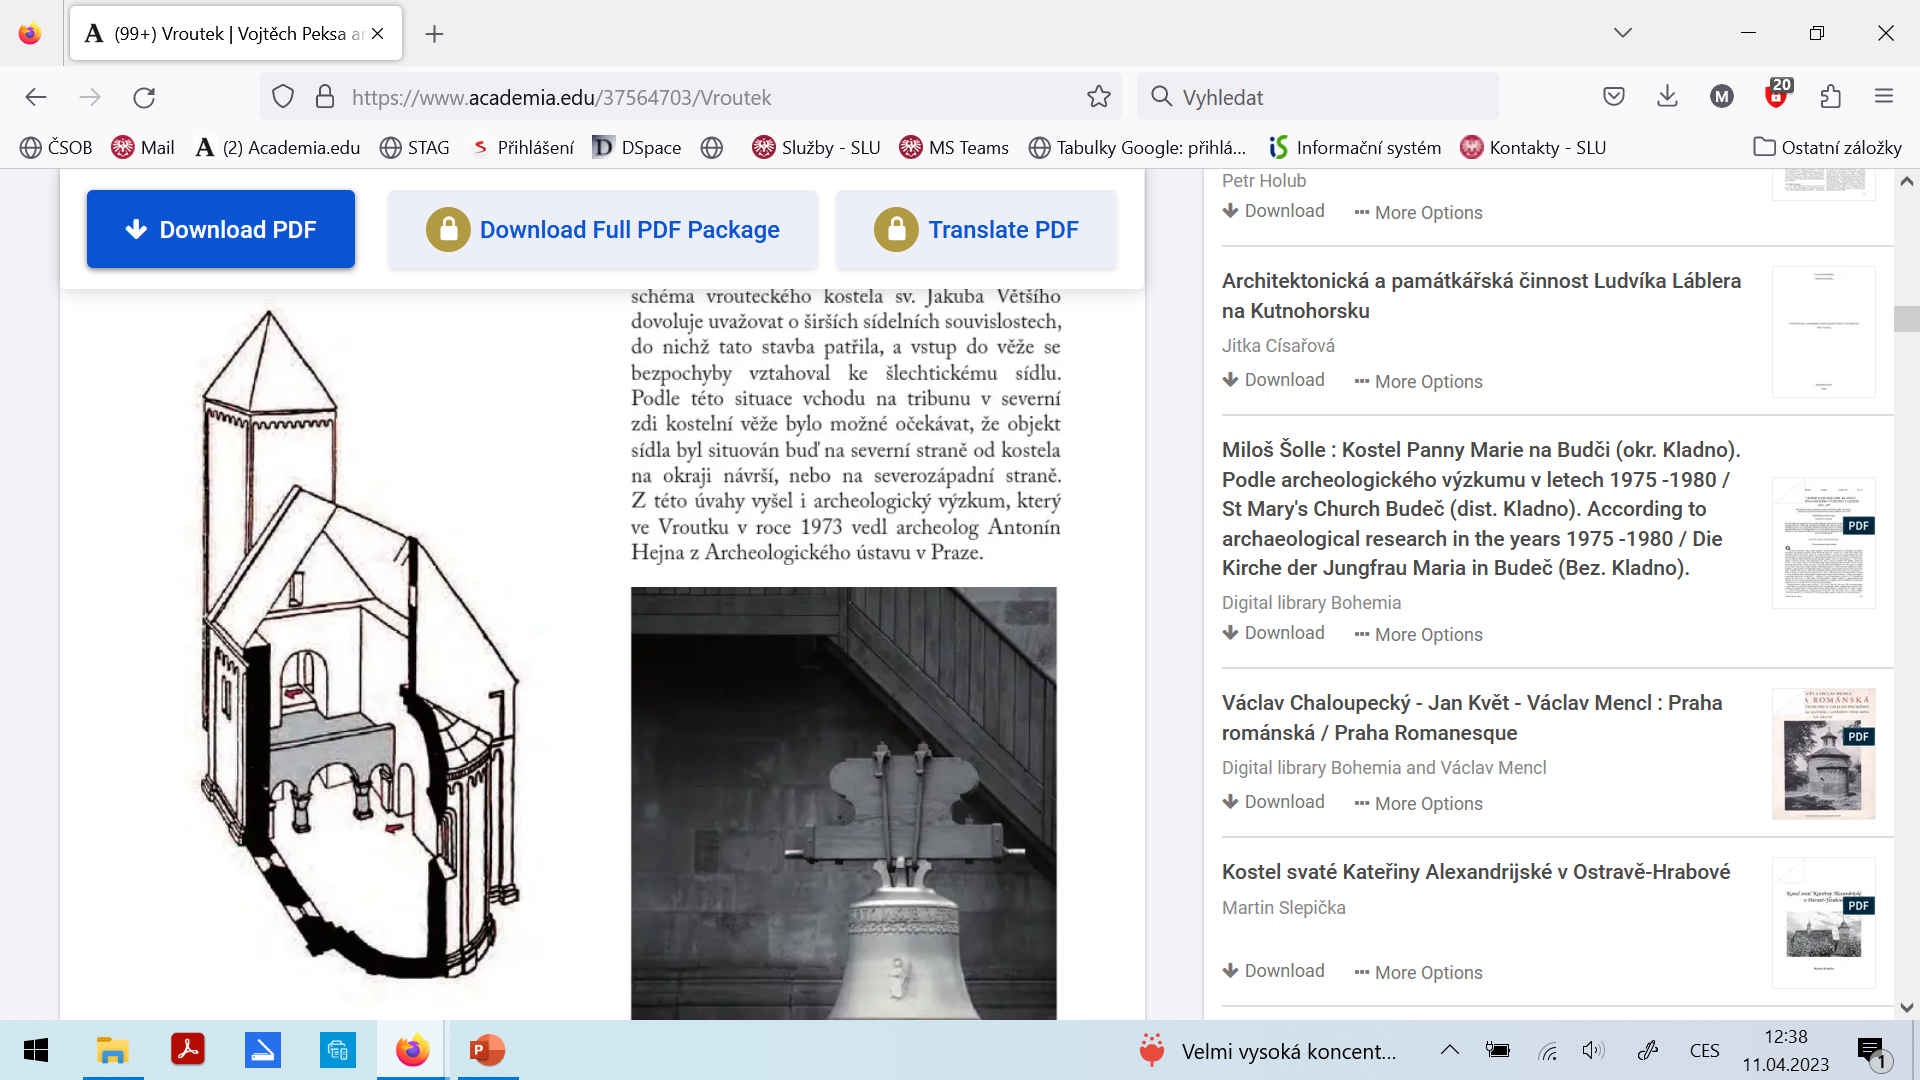 (99+) Vroutek | Vojtěch Peksa ar
https://www.academia.edu/37564703/Vroutek
Vyhledat
M
20
ČSOB
Mail
A (2) Academia.edu
STAG
Přihlášení
D DSpace
Služby - SLU
MS Teams
Tabulky Google: přihlá...
Informační systém
Kontakty - SLU
Ostatní záložky
Download PDF
Download Full PDF Package
Translate PDF
schéma vrouteckého kostela sv. Jakuba Většího
dovoluje uvažovat o širších sídelních souvislostech,
do nichž tato stavba patřila, a vstup do věže se
bezpochyby vztahoval ke šlechtickému sídlu.
Podle této situace vchodu na tribunu v severní
zdi kostelní věže bylo možné očekávat, že objekt
sídla byl situován buď na severní straně od kostela
na okraji návrší, nebo na severozápadní straně.
Z této úvahy vyšel i archeologický výzkum, který
ve Vroutku v roce 1973 vedl archeolog Antonín
Hejna z Archeologického ústavu v Praze.
Petr Holub
Download
More Options
Architektonická a památkářská činnost Ludvíka Láblera
na Kutnohorsku
Jitka Císařová
Download
More Options
Miloš Šolle : Kostel Panny Marie na Budči (okr. Kladno).
Podle archeologického výzkumu v letech 1975 -1980 /
St Mary's Church Budeč (dist. Kladno). According to
archaeological research in the years 1975 -1980 / Die
Kirche der Jungfrau Maria in Budeč (Bez. Kladno).
PDF
Digital library Bohemia
Download
More Options
Václav Chaloupecký - Jan Květ - Václav Mencl : Praha
románská / Praha Romanesque
PDF
Digital library Bohemia and Václav Mencl
Download
More Options
Kostel svaté Kateřiny Alexandrijské v Ostravě-Hrabové
PDF
Martin Slepička
Download
More Options
Velmi vysoká koncent...
CES
12:38
11.04.2023
1